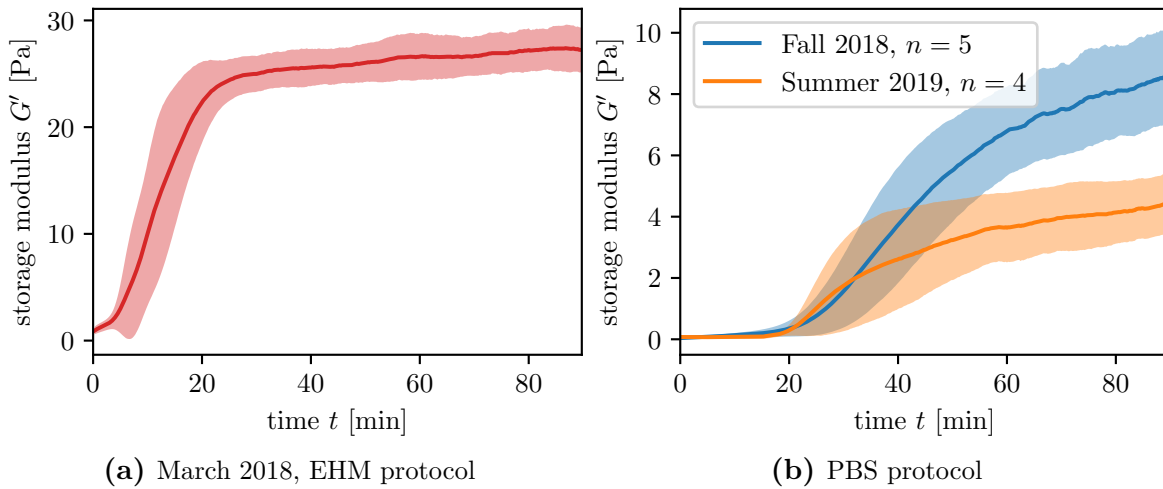 storage modulus G′ [Pa]
30
20
10
0
0 20 40 60 80
time t [min]
(a) March 2018, EHM protocol
storage modulus G′ [Pa]
10
8
6
4
2
0
Fall 2018, n = 5
Summer 2019, n = 4
0 20 40 60 80
time t [min]
(b) PBS protocol